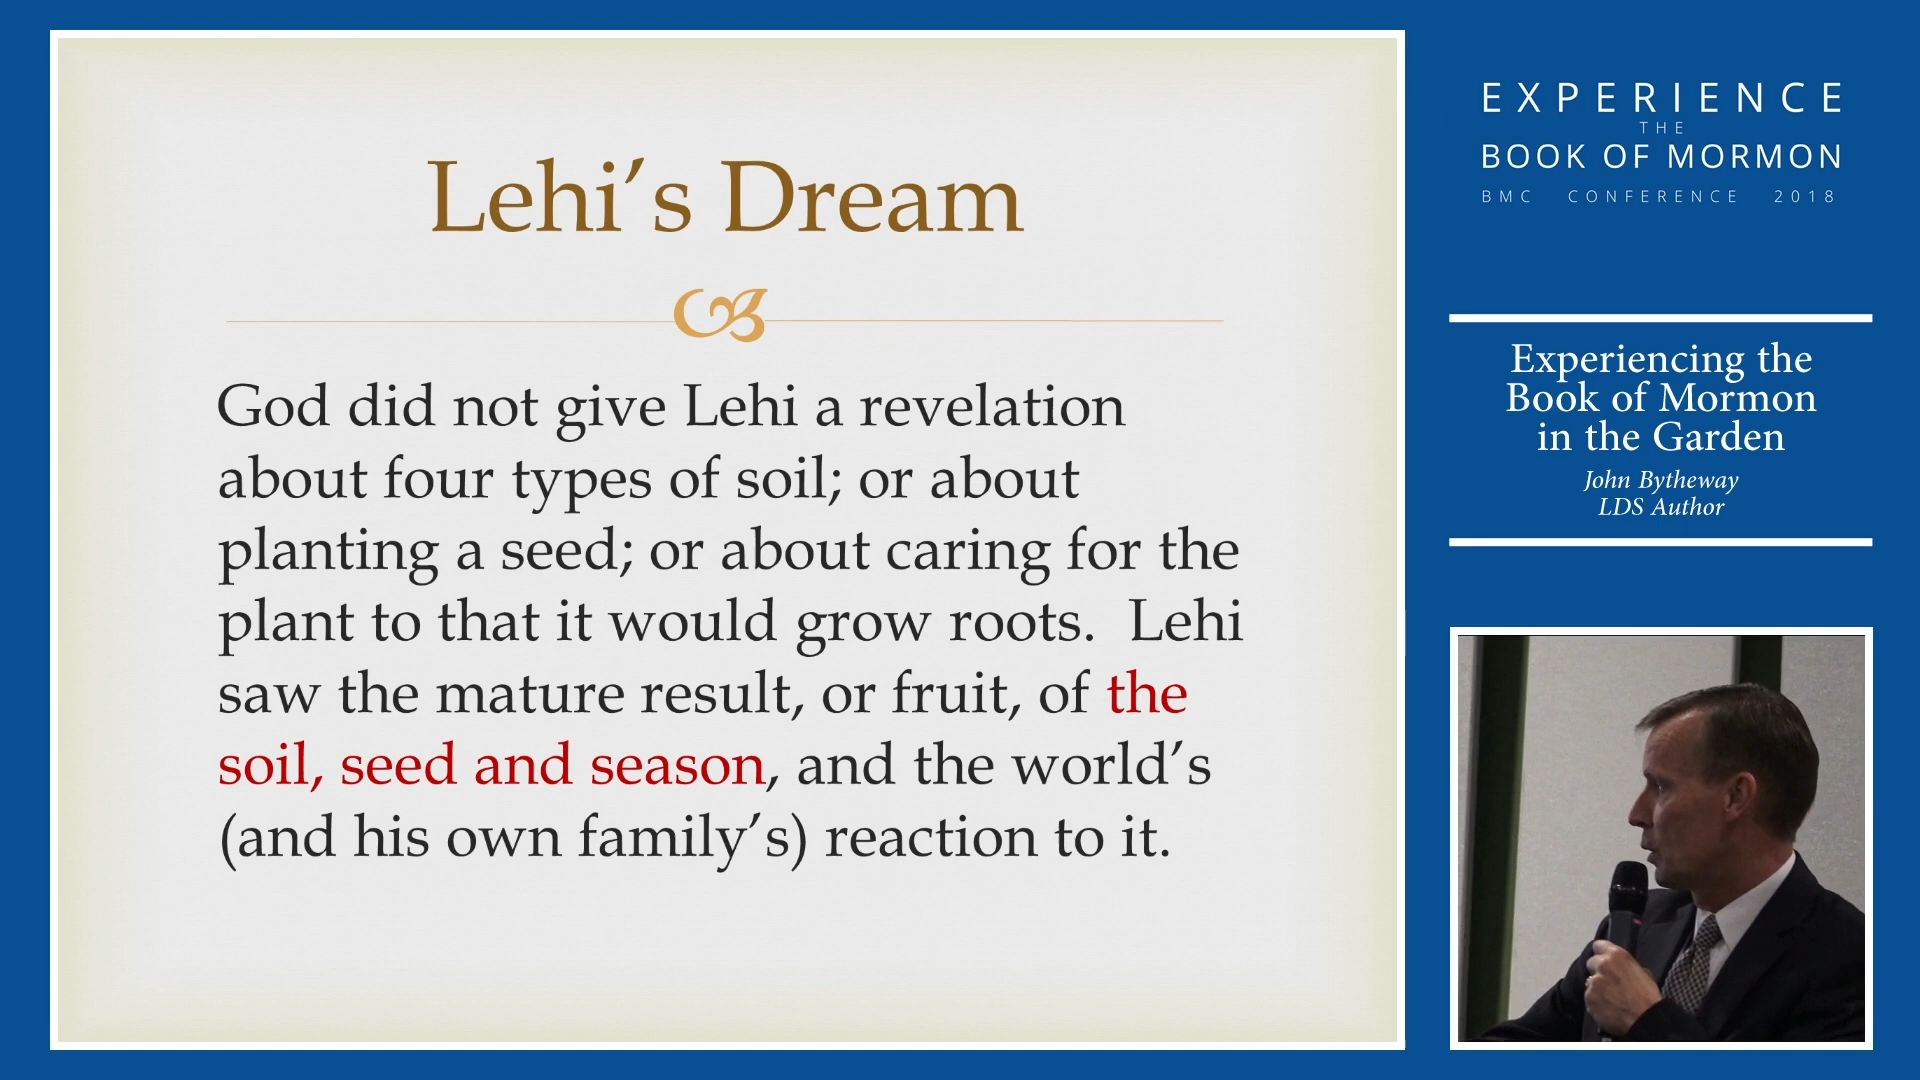 Lehi’s Dream
God did not give Lehi a revelation
about four types of soil; or about
planting a seed; or about caring for the
plant to that it would grow roots.  Lehi
saw the mature result, or fruit, of the
soil, seed and season, and the world’s
(and his own family’s) reaction to it.
EXPERIENCE
THE
BOOK OF MORMON
BMC CONFERENCE 2018
Experiencing the
Book of Mormon
in the Garden
John Bytheway
LDS Author